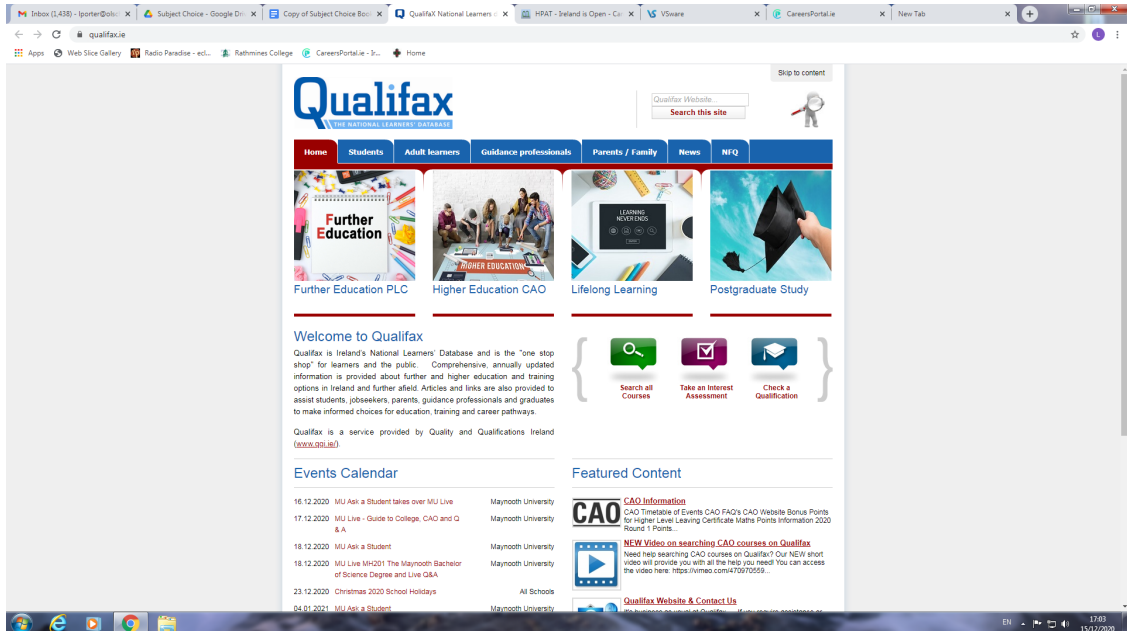 Inbox (1,438) - lporter@olsc
Subject Choice - Google Dri
Copy of Subject Choice Boo
QualifaX National Learners
HPAT - Ireland is Open - Ca
VSware
CareersPortal.ie
New Tab
qualifax.ie
L
Apps
Web Slice Gallery
Radio Paradise - ecl...
Rathmines College
CareersPortal.ie - Ir...
Home
Skip to content
Qualifax
THE NATIONAL LEARNERS' DATABASE
Qualifax Website...
Search this site
Home
Students
Adult learners
Guidance professionals
Parents / Family
News
NFQ
Further
Education
HIGHER EDUCATION
LEARNING
NEVER ENDS
Further Education PLC
Higher Education CAO
Lifelong Learning
Postgraduate Study
Welcome to Qualifax
Qualifax is Ireland's National Learners' Database and is the "one stop
shop" for learners and the public. Comprehensive, annually updated
information is provided about further and higher education and training
options in Ireland and further afield. Articles and links are also provided to
assist students, jobseekers, parents, guidance professionals and graduates
to make informed choices for education, training and career pathways.
Qualifax is a service provided by Quality and Qualifications Ireland
(www.qqi.ie/).
Search all
Courses
Take an Interest
Assessment
Check a
Qualification
Events Calendar
16.12.2020 MU Ask a Student takes over MU Live Maynooth University
17.12.2020 MU Live - Guide to College, CAO and Q Maynooth University
& A
18.12.2020 MU Ask a Student Maynooth University
18.12.2020 MU Live MH201 The Maynooth Bachelor Maynooth University
of Science Degree and Live Q&A
23.12.2020 Christmas 2020 School Holidays All Schools
04.01.2021 MU Ask a Student Maynooth University
Featured Content
CAO
CAO Information
CAO Timetable of Events CAO FAQ's CAO Website Bonus Points
for Higher Level Leaving Certificate Maths Points Information 2020
Round 1 Points...
NEW Video on searching CAO courses on Qualifax
Need help searching CAO courses on Qualifax? Our NEW short
video will provide you with all the help you need! You can access
the video here: https://vimeo.com/470970559...
Qualifax Website & Contact Us
EN
17:03
15/12/2020